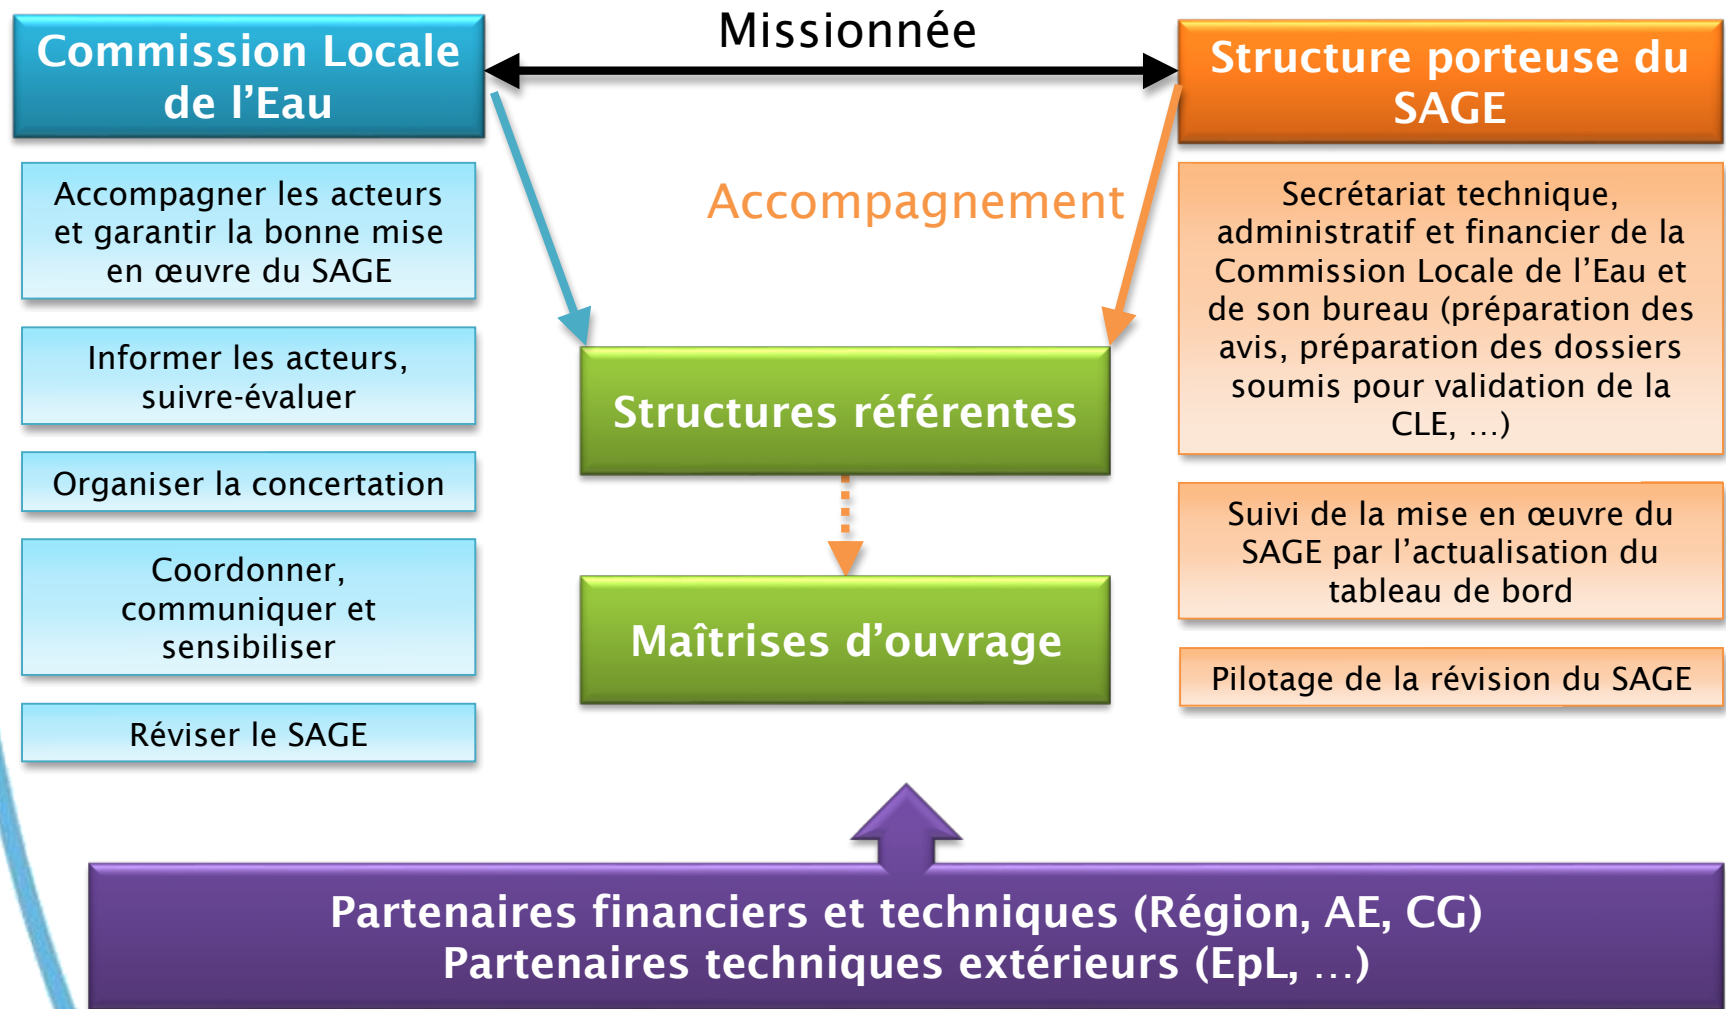 Missionnée
Commission Locale
de l’Eau
Structure porteuse du
SAGE
Accompagner les acteurs
et garantir la bonne mise
en œuvre du SAGE
Informer les acteurs,
suivre-évaluer
Organiser la concertation
Coordonner,
communiquer et
sensibiliser
Réviser le SAGE
Accompagnement
Structures référentes
Maîtrises d’ouvrage
Secrétariat technique,
administratif et financier de la
Commission Locale de l’Eau et
de son bureau (préparation des
avis, préparation des dossiers
soumis pour validation de la
CLE, …)
Suivi de la mise en œuvre du
SAGE par l’actualisation du
tableau de bord
Pilotage de la révision du SAGE
Partenaires financiers et techniques (Région, AE, CG)
Partenaires techniques extérieurs (EpL, …)